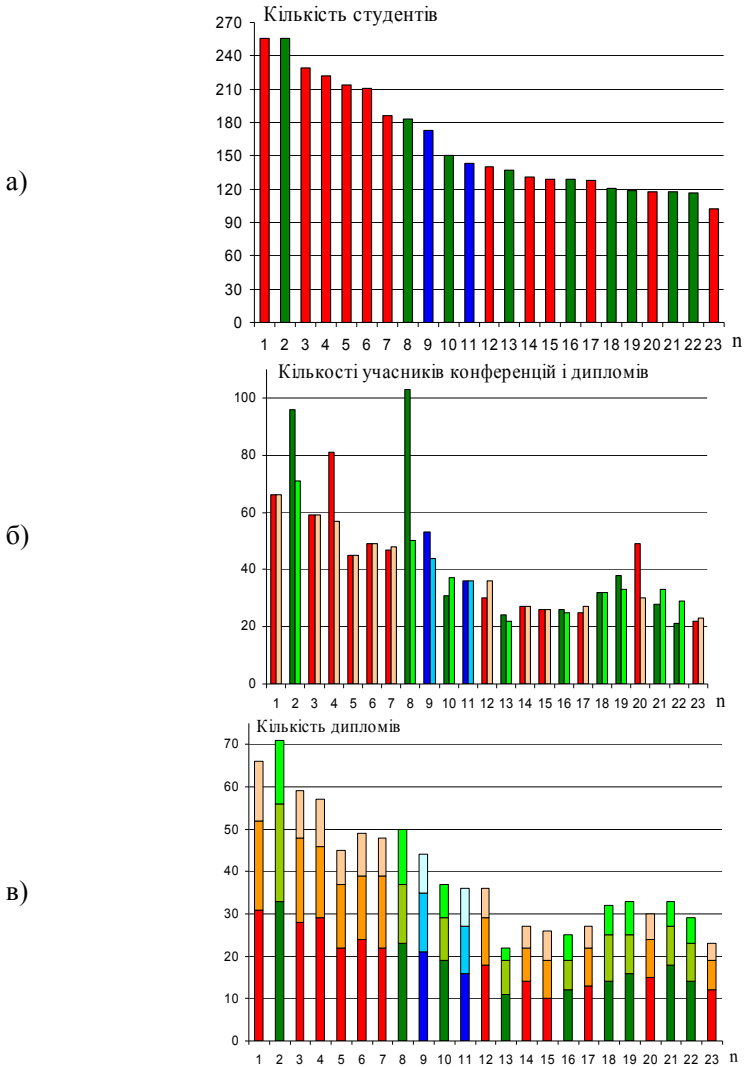 Кількість студентів
270
240
210
180
150
120
90
60
30
0
1 2 3 4 5 6 7 8 9 10 11 12 13 14 15 16 17 18 19 20 21 22 23 n
а)
Кількості учасників конференцій і дипломів
100
80
60
40
20
0
1 2 3 4 5 6 7 8 9 10 11 12 13 14 15 16 17 18 19 20 21 22 23 n
б)
Кількість дипломів
70
60
50
40
30
20
10
0
1 2 3 4 5 6 7 8 9 10 11 12 13 14 15 16 17 18 19 20 21 22 23 n
в)